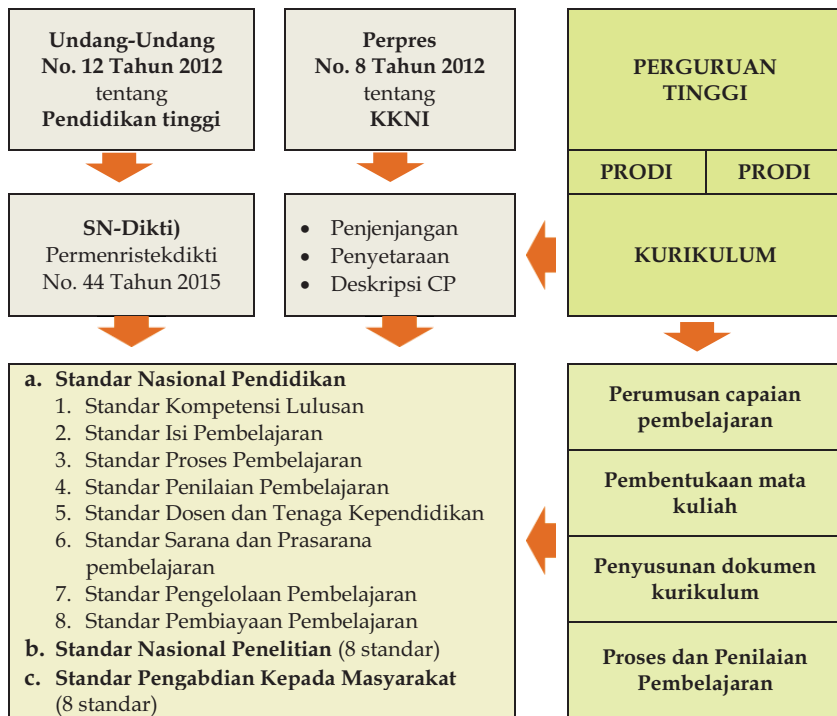 Undang-Undang
No. 12 Tahun 2012
tentang
Pendidikan tinggi
Perpres
No. 8 Tahun 2012
tentang
KKNI
PERGURUAN
TINGGI
PRODI
PRODI
SN-Dikti)
Permenristekdikti
No. 44 Tahun 2015
• Penjenjangan
• Penyetaraan
• Deskripsi CP
KURIKULUM
a. Standar Nasional Pendidikan
1. Standar Kompetensi Lulusan
2. Standar Isi Pembelajaran
3. Standar Proses Pembelajaran
4. Standar Penilaian Pembelajaran
5. Standar Dosen dan Tenaga Kependidikan
6. Standar Sarana dan Prasarana
pembelajaran
7. Standar Pengelolaan Pembelajaran
8. Standar Pembiayaan Pembelajaran
b. Standar Nasional Penelitian (8 standar)
c. Standar Pengabdian Kepada Masyarakat
(8 standar)
Perumusan capaian
pembelajaran
Pembentukaan mata
kuliah
Penyusunan dokumen
kurikulum
Proses dan Penilaian
Pembelajaran